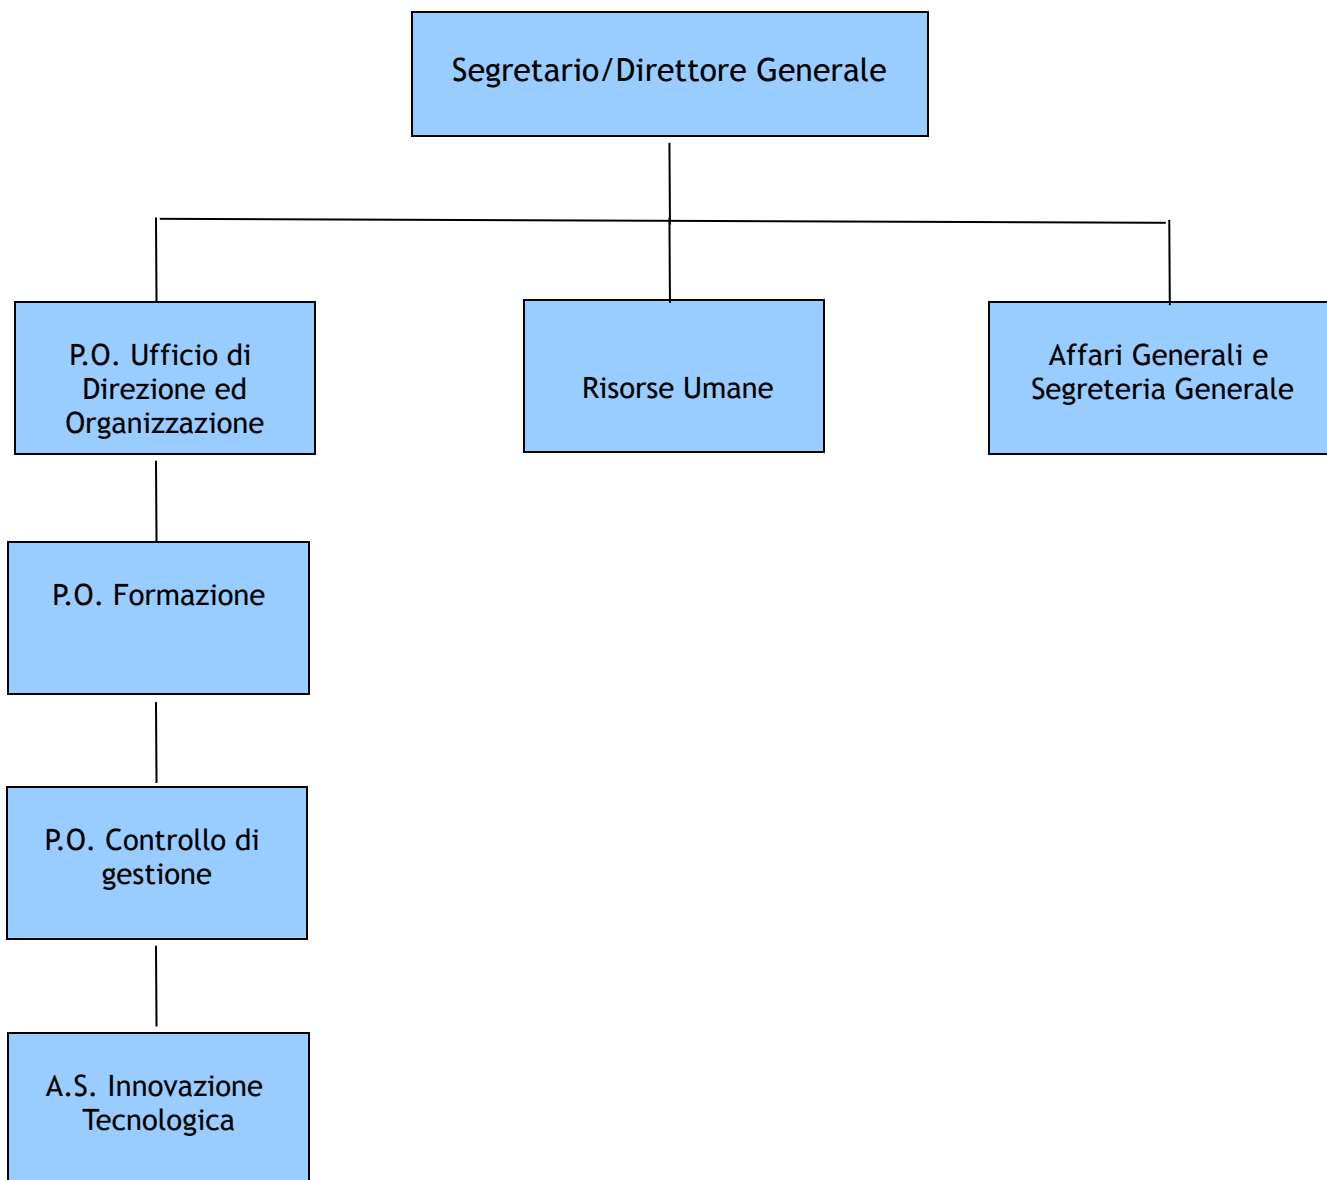 Segretario/Direttore Generale
P.O. Ufficio di
Direzione ed
Organizzazione
Risorse Umane
Affari Generali e
Segreteria Generale
P.O. Formazione
P.O. Controllo di
gestione
A.S. Innovazione
Tecnologica